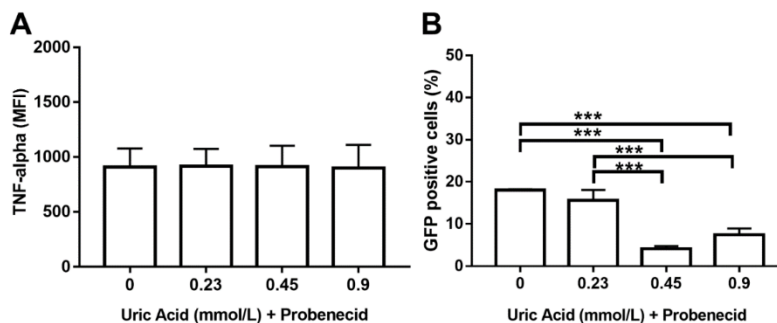 A
TNF-alpha (MFI)
2000
1500
1000
500
0
0 0.23 0.45 0.9
Uric Acid (mmol/L) + Probenecid
B
GFP positive cells (%)
50
40
30
20
10
0
***
***
***
***
0 0.23 0.45 0.9
Uric Acid (mmol/L) + Probenecid